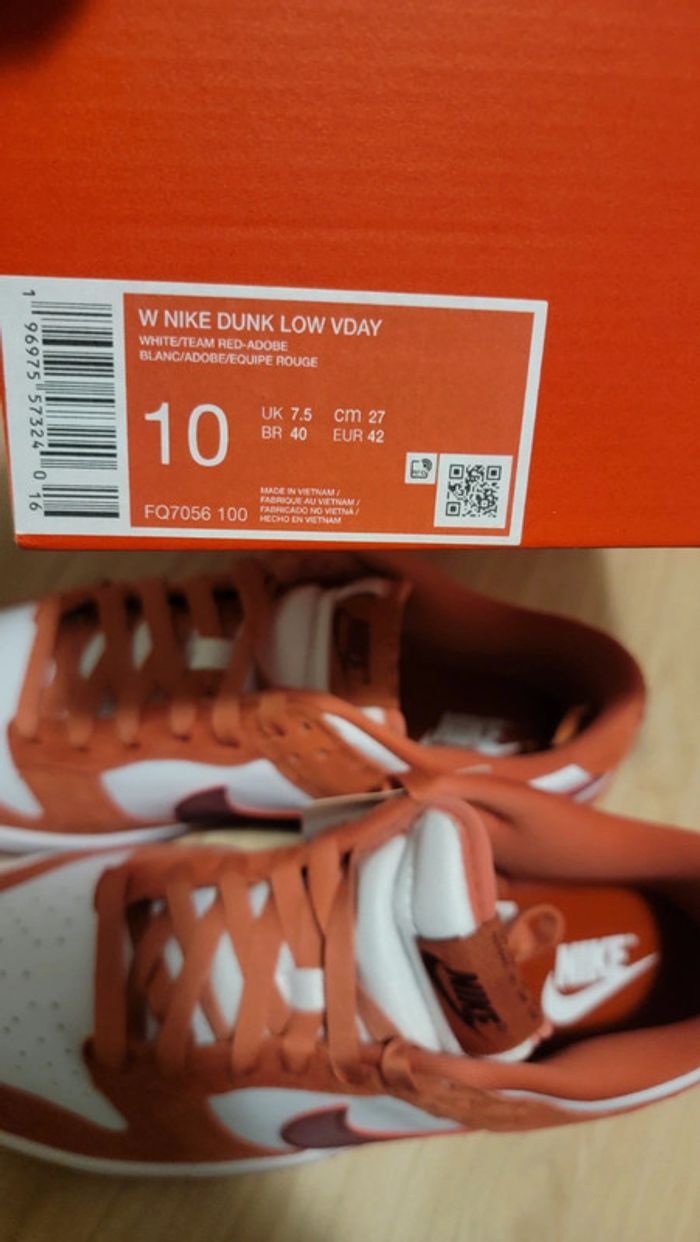 W NIKE DUNK LOW VDAY
WHITE/TEAM RED-ADOBE
BLANC/ADOBE/EQUIPE ROUGE
10
UK 7.5 cm 27
BR 40 EUR 42
FQ7056 100
MADE IN VIETNAM /
FABRIQUE AU VIETNAM /
FABRICADO NO VIETNÃ /
HECHO EN VIETNAM
1 96975 57324 0 16
NIKE
NIKE